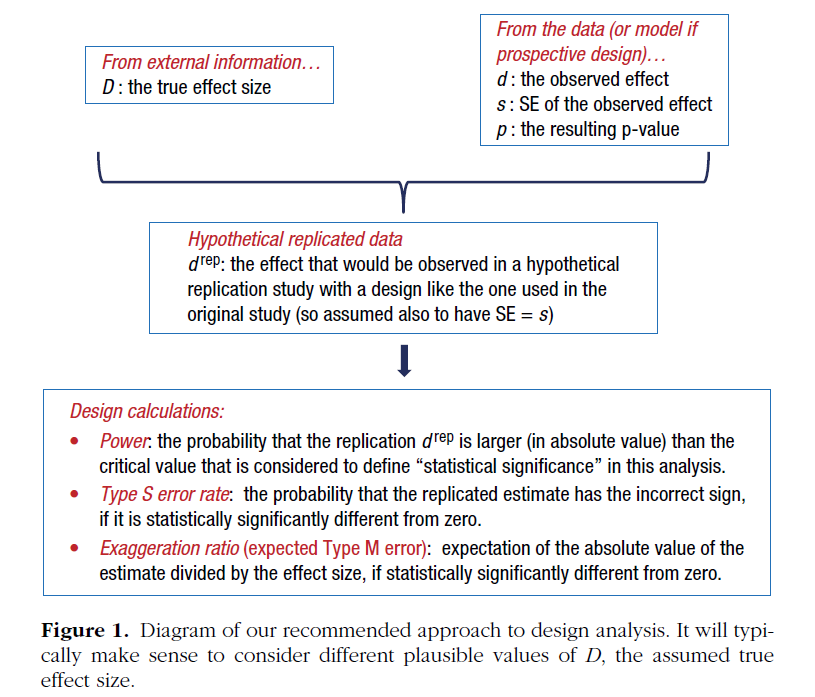 From external information…
D : the true effect size
From the data (or model if
prospective design)…
d : the observed effect
s : SE of the observed effect
p : the resulting p-value
Hypothetical replicated data
d rep: the effect that would be observed in a hypothetical
replication study with a design like the one used in the
original study (so assumed also to have SE = s)
Design calculations:
• Power: the probability that the replication d rep is larger (in absolute value) than the
critical value that is considered to define “statistical significance” in this analysis.
• Type S error rate: the probability that the replicated estimate has the incorrect sign,
if it is statistically significantly different from zero.
• Exaggeration ratio (expected Type M error): expectation of the absolute value of the
estimate divided by the effect size, if statistically significantly different from zero.
Figure 1. Diagram of our recommended approach to design analysis. It will typi-
cally make sense to consider different plausible values of D, the assumed true
effect size.